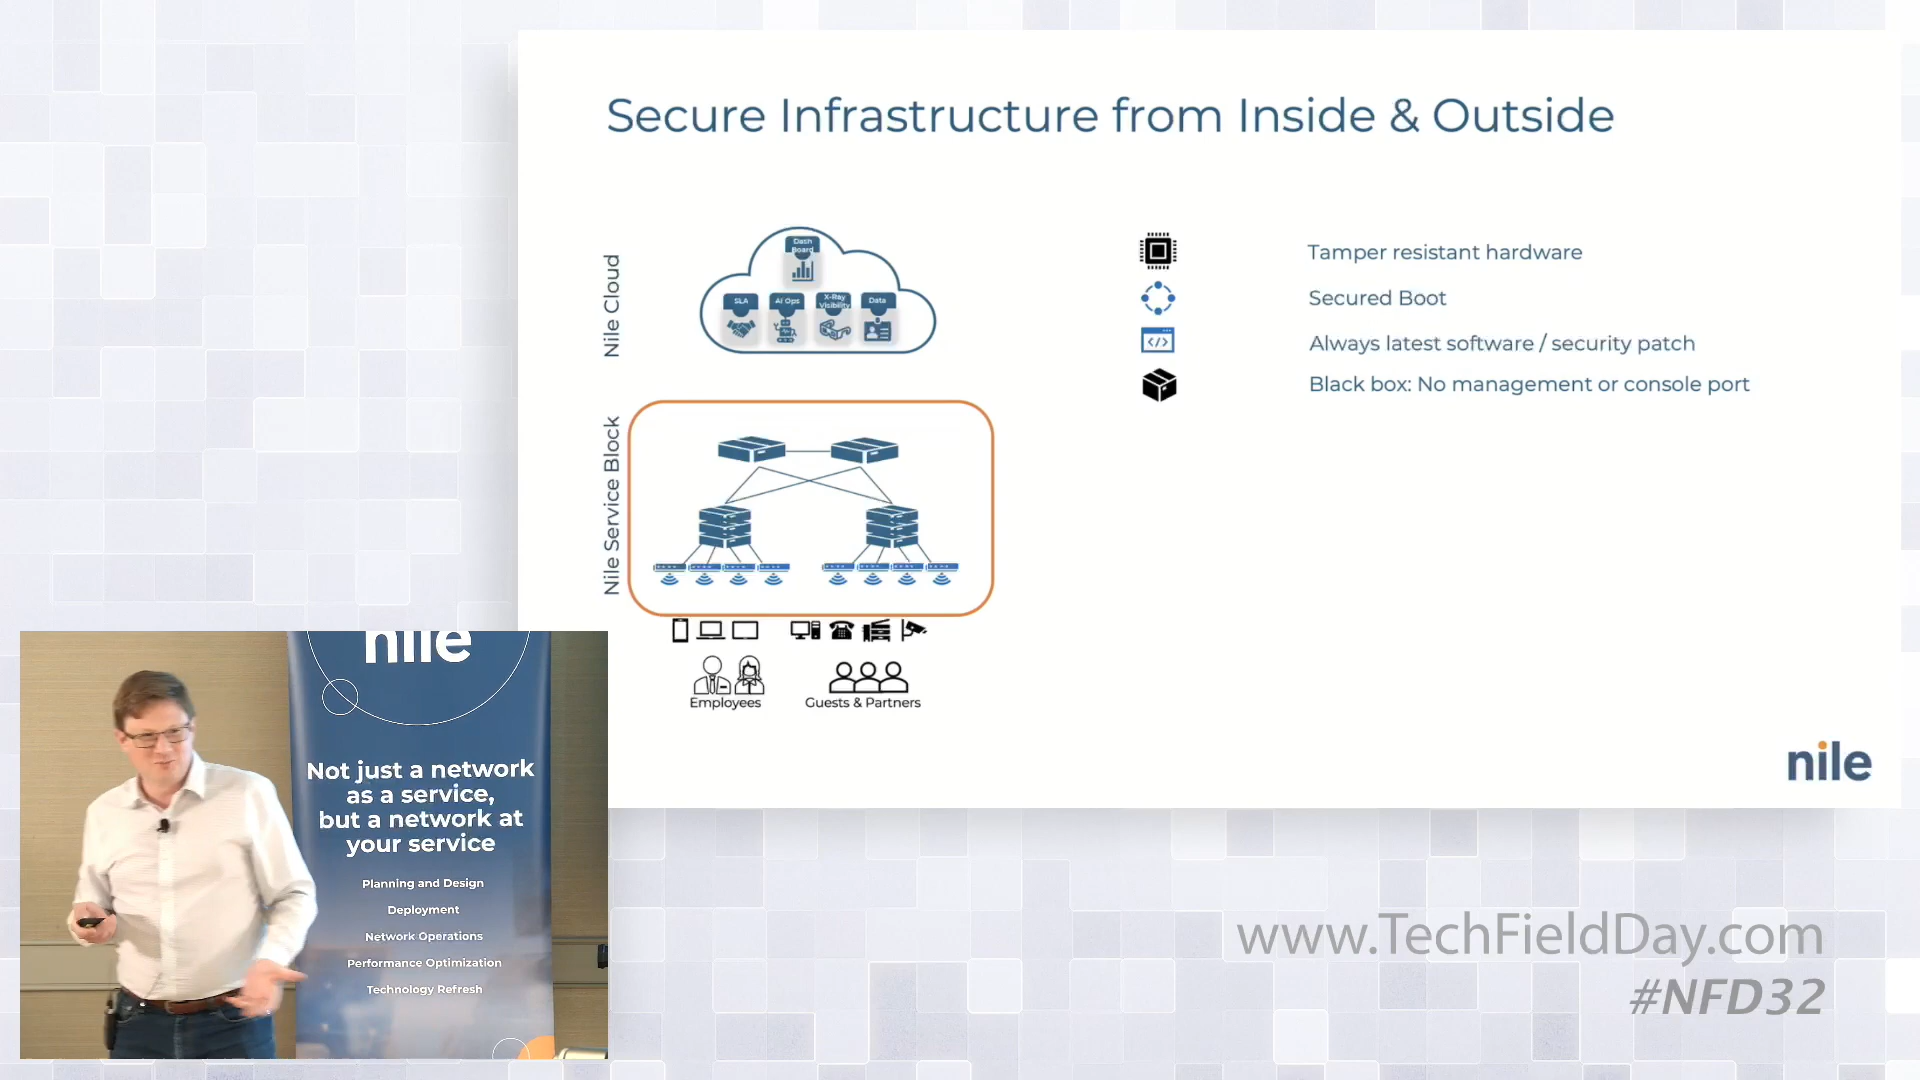 Secure Infrastructure from Inside & Outside
Nile Cloud
Dash
Board
SLA
AI Ops
X-Ray
Visibility
Data
Tamper resistant hardware
Secured Boot
Always latest software / security patch
Black box: No management or console port
Nile Service Block
Employees
Guests & Partners
nile
nile
Not just a network
as a service,
but a network at
your service
Planning and Design
Deployment
Network Operations
Performance Optimization
Technology Refresh
www.TechFieldDay.com
#NFD32